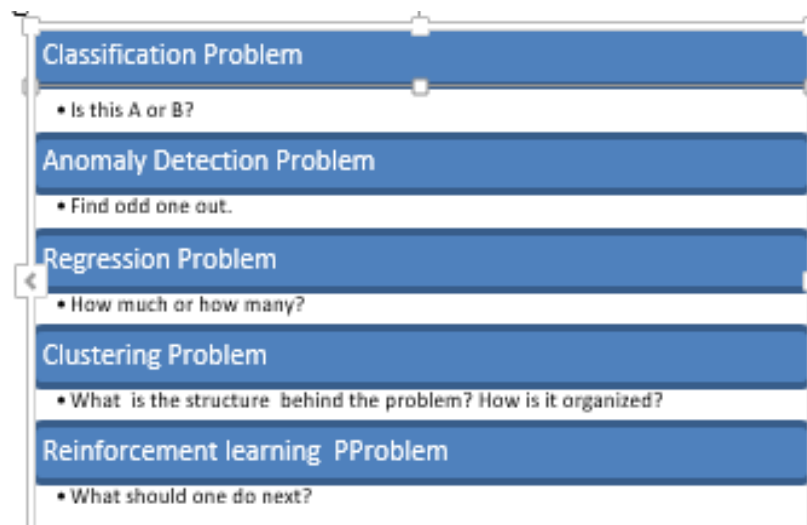 Classification Problem
• Is this A or B?
Anomaly Detection Problem
• Find odd one out.
Regression Problem
• How much or how many?
Clustering Problem
• What  is the structure  behind the problem? How is it organized?
Reinforcement learning  PProblem
• What should one do next?